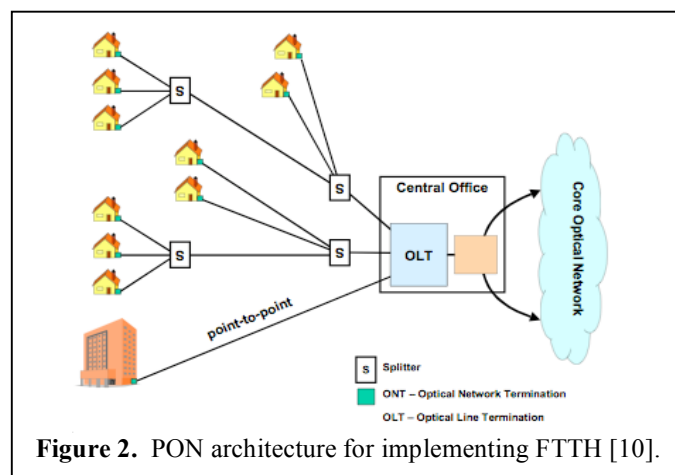 S
S
Central Office
OLT
Core Optical Network
S
S
point-to-point
S Splitter
ONT – Optical Network Termination
OLT – Optical Line Termination
Figure 2. PON architecture for implementing FTTH [10].